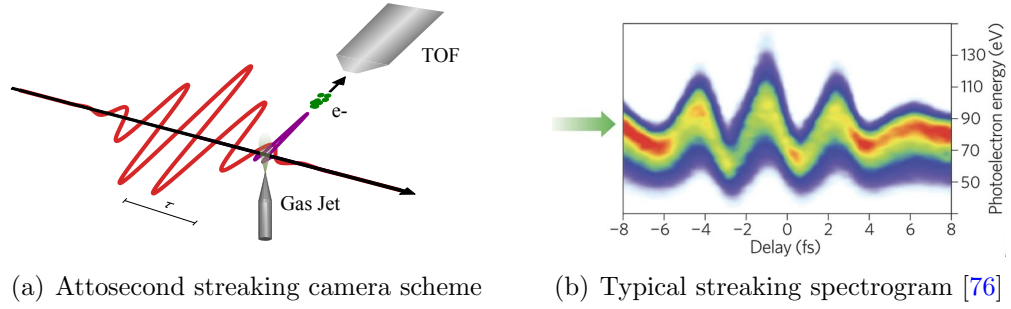 TOF
e-
Gas Jet
τ
(a) Attosecond streaking camera scheme
130
110
90
70
50
Photoelectron energy (eV)
−8 −6 −4 −2 0 2 4 6 8
Delay (fs)
(b) Typical streaking spectrogram [76]